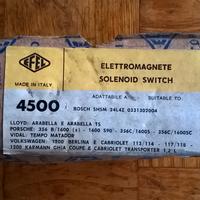 EFEL
MADE IN ITALY
ELETTROMAGNETE
SOLENOID SWITCH
ADATTABILE A
SUITABLE TO
4500
BOSCH SHSM 24L4Z 0331302004
LLOYD: ARABELLA E ARABELLA TS
PORSCHE: 356 B/1600 (s) - 1600 S90 - 356C/1600S - 356C/1600SC
VIDAL: TEMPO MATADOR
VOLKSWAGEN: 1200 BERLINA E CABRIOLET 113/114 - 117/118 -
1200 KARMANN GHIA COUPE & CABRIOLET TRANSPORTER 1,2 L